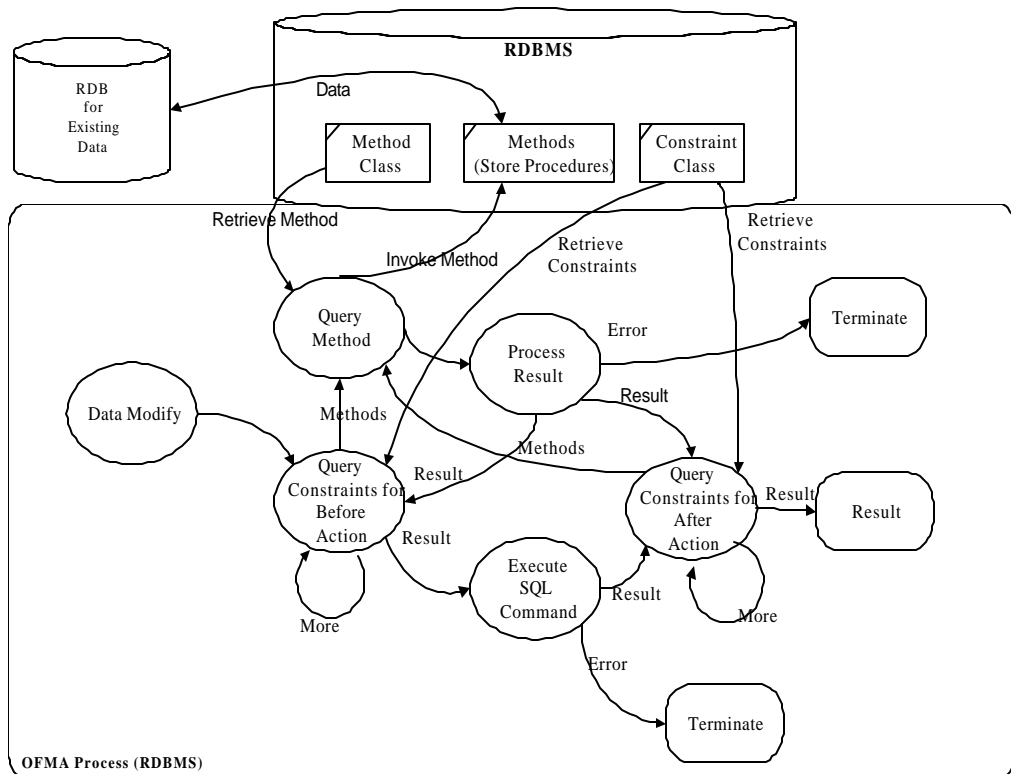 RDBMS
RDB
for
Existing
Data
Data
Method
Class
Methods
(Store Procedures)
Constraint
Class
Retrieve Method
Invoke Method
Retrieve
Constraints
Retrieve
Constraints
Query
Method
Process
Result
Error
Terminate
Data Modify
Methods
Result
Methods
Query
Constraints for
Before
Action
Result
Query
Constraints for
After
Action
Result
Result
Result
Execute
SQL
Command
Result
More
More
Error
Terminate
OFMA Process (RDBMS)